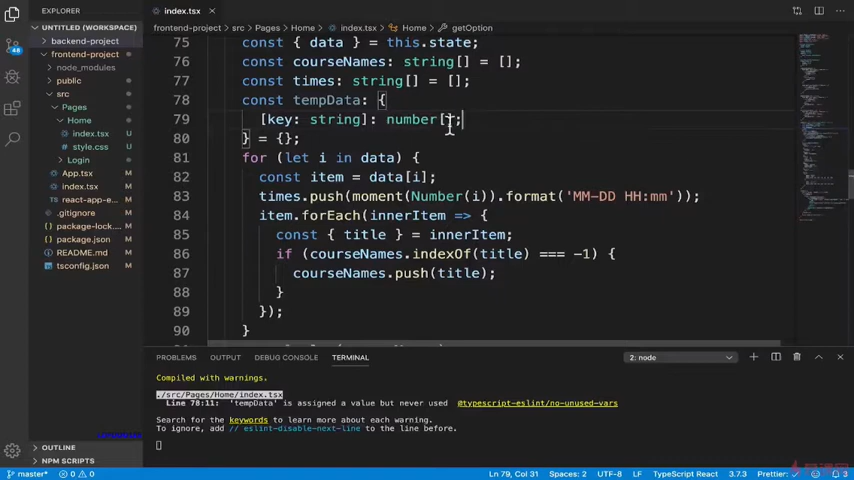 index.tsx
frontend-project > src > Pages > Home > index.tsx > Home > getOption
UNTITLED (WORKSPACE)
backend-project
frontend-project
node_modules
public
src
Pages
Home
index.tsx
style.css
Login
App.tsx
index.tsx
react-app-e...
.gitignore
package-lock...
package.json
README.md
tsconfig.json
OUTLINE
NPM SCRIPTS
48
75 const { data } = this.state;
76 const courseNames: string[] = [];
77 const times: string[] = [];
78 const tempData: {
79 [key: string]: number[];
80 } = {};
81 for (let i in data) {
82 const item = data[i];
83 times.push(moment(Number(i)).format('MM-DD HH:mm'));
84 item.forEach(innerItem => {
85 const { title } = innerItem;
86 if (courseNames.indexOf(title) === -1) {
87 courseNames.push(title);
88 }
89 });
90 }
PROBLEMS OUTPUT DEBUG CONSOLE TERMINAL 2: node
Compiled with warnings.
./src/Pages/Home/index.tsx
Line 78:11: 'tempData' is assigned a value but never used @typescript-eslint/no-unused-vars
Search for the keywords to learn more about each warning.
To ignore, add // eslint-disable-next-line to the line before.
master* 0 0 Ln 79, Col 31 Spaces: 2 UTF-8 LF TypeScript React 3.7.3 Prettier: ✓ 3